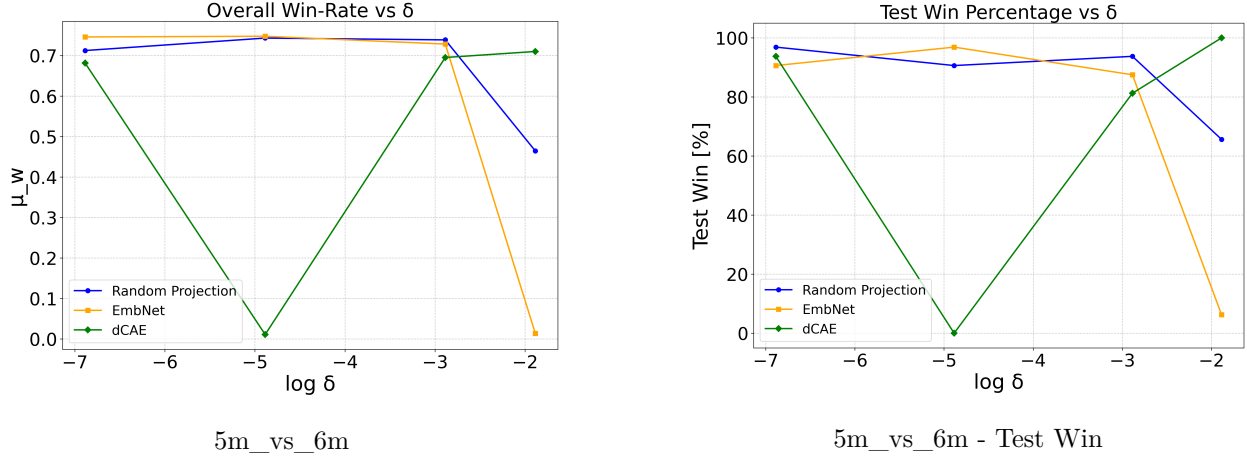 Overall Win-Rate vs δ
μ_w
0.7
0.6
0.5
0.4
0.3
0.2
0.1
0.0
Random Projection
EmbNet
dCAE
−7 −6 −5 −4 −3 −2
log δ
5m_vs_6m
Test Win Percentage vs δ
Test Win [%]
100
80
60
40
20
0
Random Projection
EmbNet
dCAE
−7 −6 −5 −4 −3 −2
log δ
5m_vs_6m - Test Win